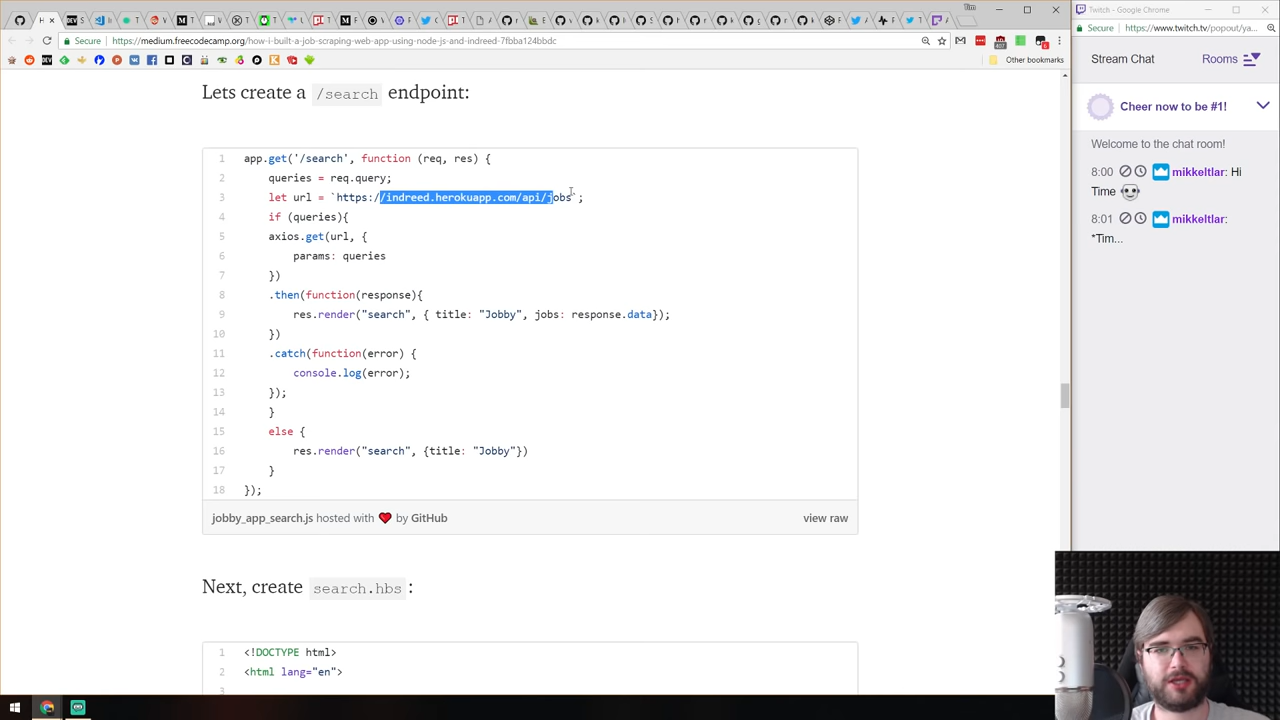 Tim
Secure
https://medium.freecodecamp.org/how-i-built-a-job-scraping-web-app-using-node-js-and-indreed-7fbba124bbdc
407
6
Other bookmarks
Lets create a /search endpoint:
1 app.get('/search', function (req, res) {
2 queries = req.query;
3 let url = `https://indreed.herokuapp.com/api/jobs`;
4 if (queries){
5 axios.get(url, {
6 params: queries
7 })
8 .then(function(response){
9 res.render("search", { title: "Jobby", jobs: response.data});
10 })
11 .catch(function(error) {
12 console.log(error);
13 });
14 }
15 else {
16 res.render("search", {title: "Jobby"})
17 }
18 });
jobby_app_search.js hosted with ❤ by GitHub
view raw
Next, create search.hbs:
1 <!DOCTYPE html>
2 <html lang="en">
3
Twitch - Google Chrome
Secure
https://www.twitch.tv/popout/ya...
Stream Chat
Rooms
Cheer now to be #1!
Welcome to the chat room!
8:00 mikkeltlar: Hi
Time
8:01 mikkeltlar:
*Tim...